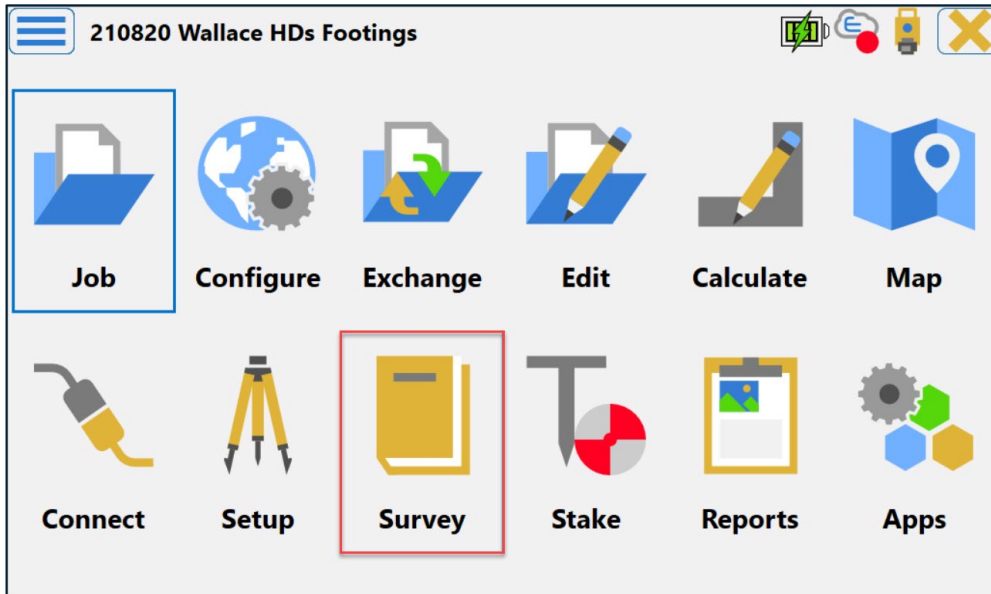 210820 Wallace HDs Footings
Job Configure Exchange Edit Calculate Map
Connect Setup Survey Stake Reports Apps